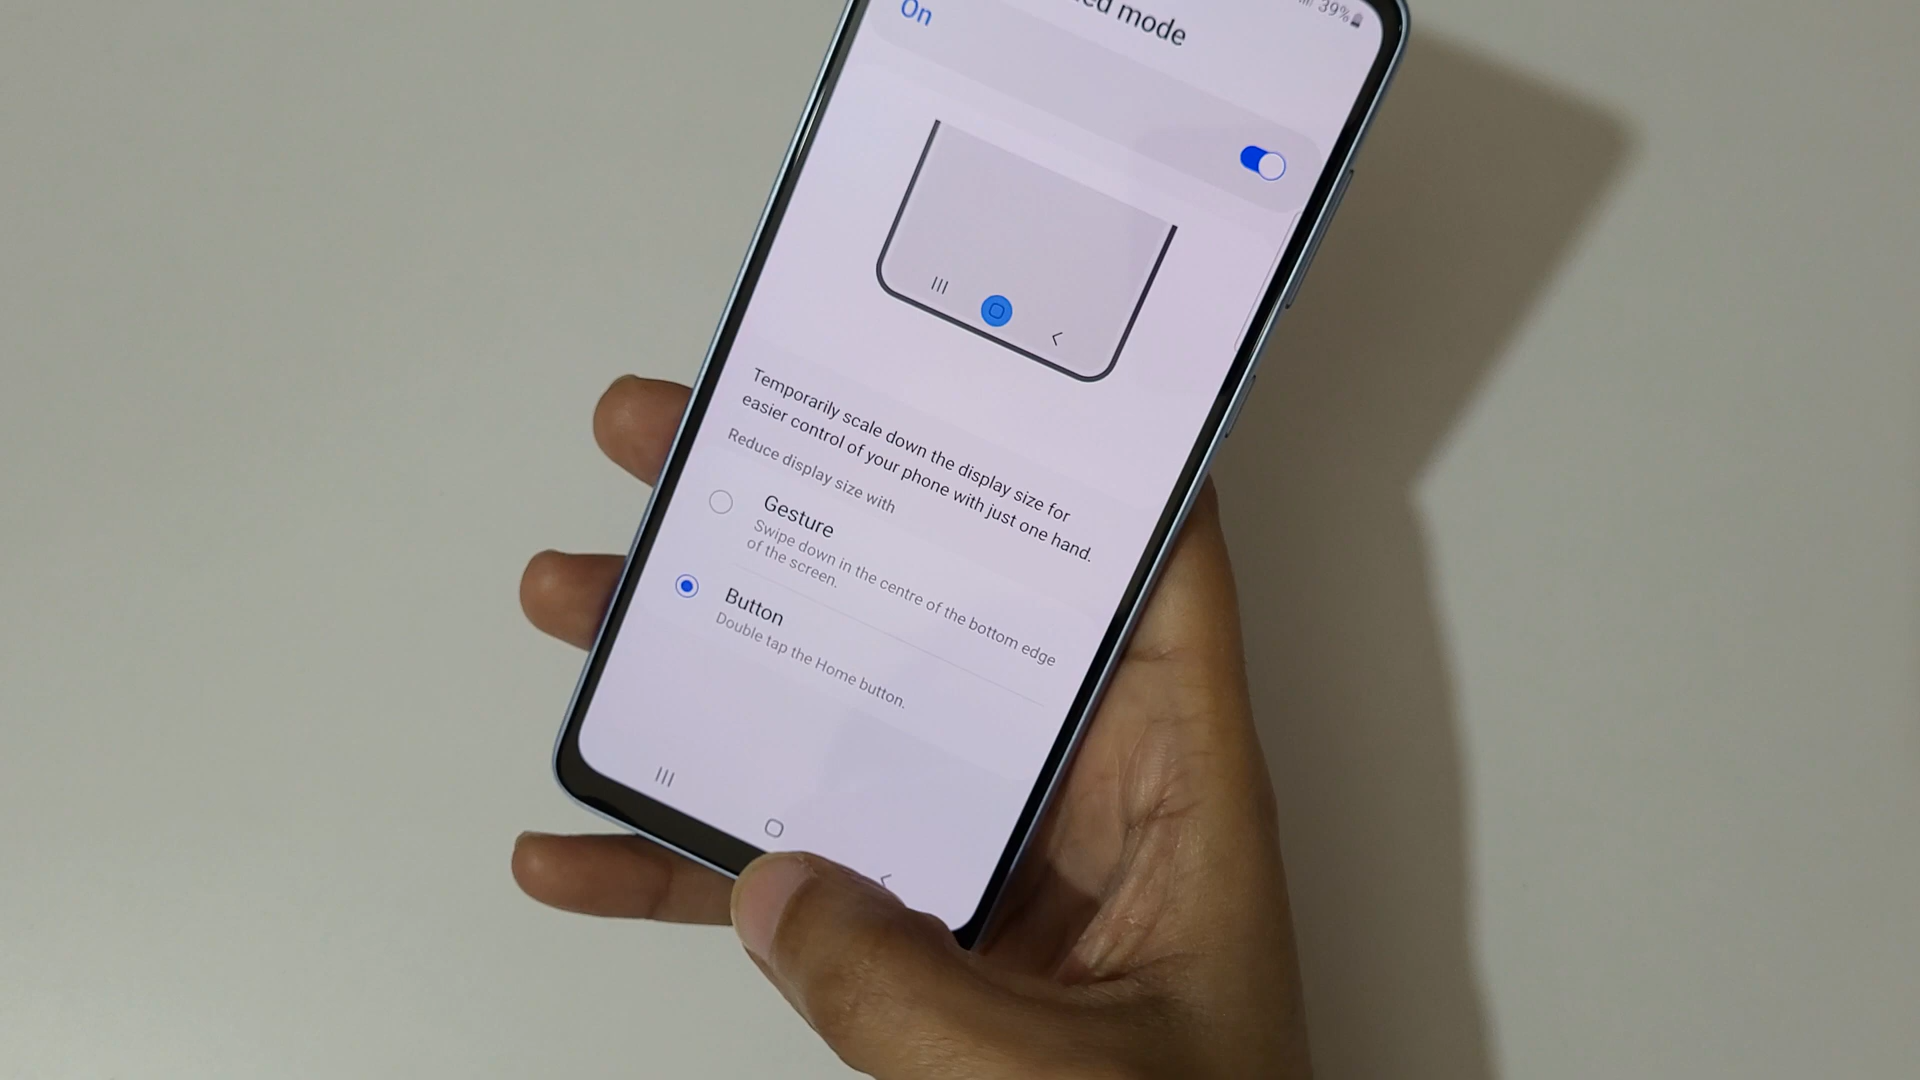 39%
mode
On
Temporarily scale down the display size for
easier control of your phone with just one hand.
Reduce display size with
Gesture
Swipe down in the centre of the bottom edge
of the screen.
Button
Double tap the Home button.